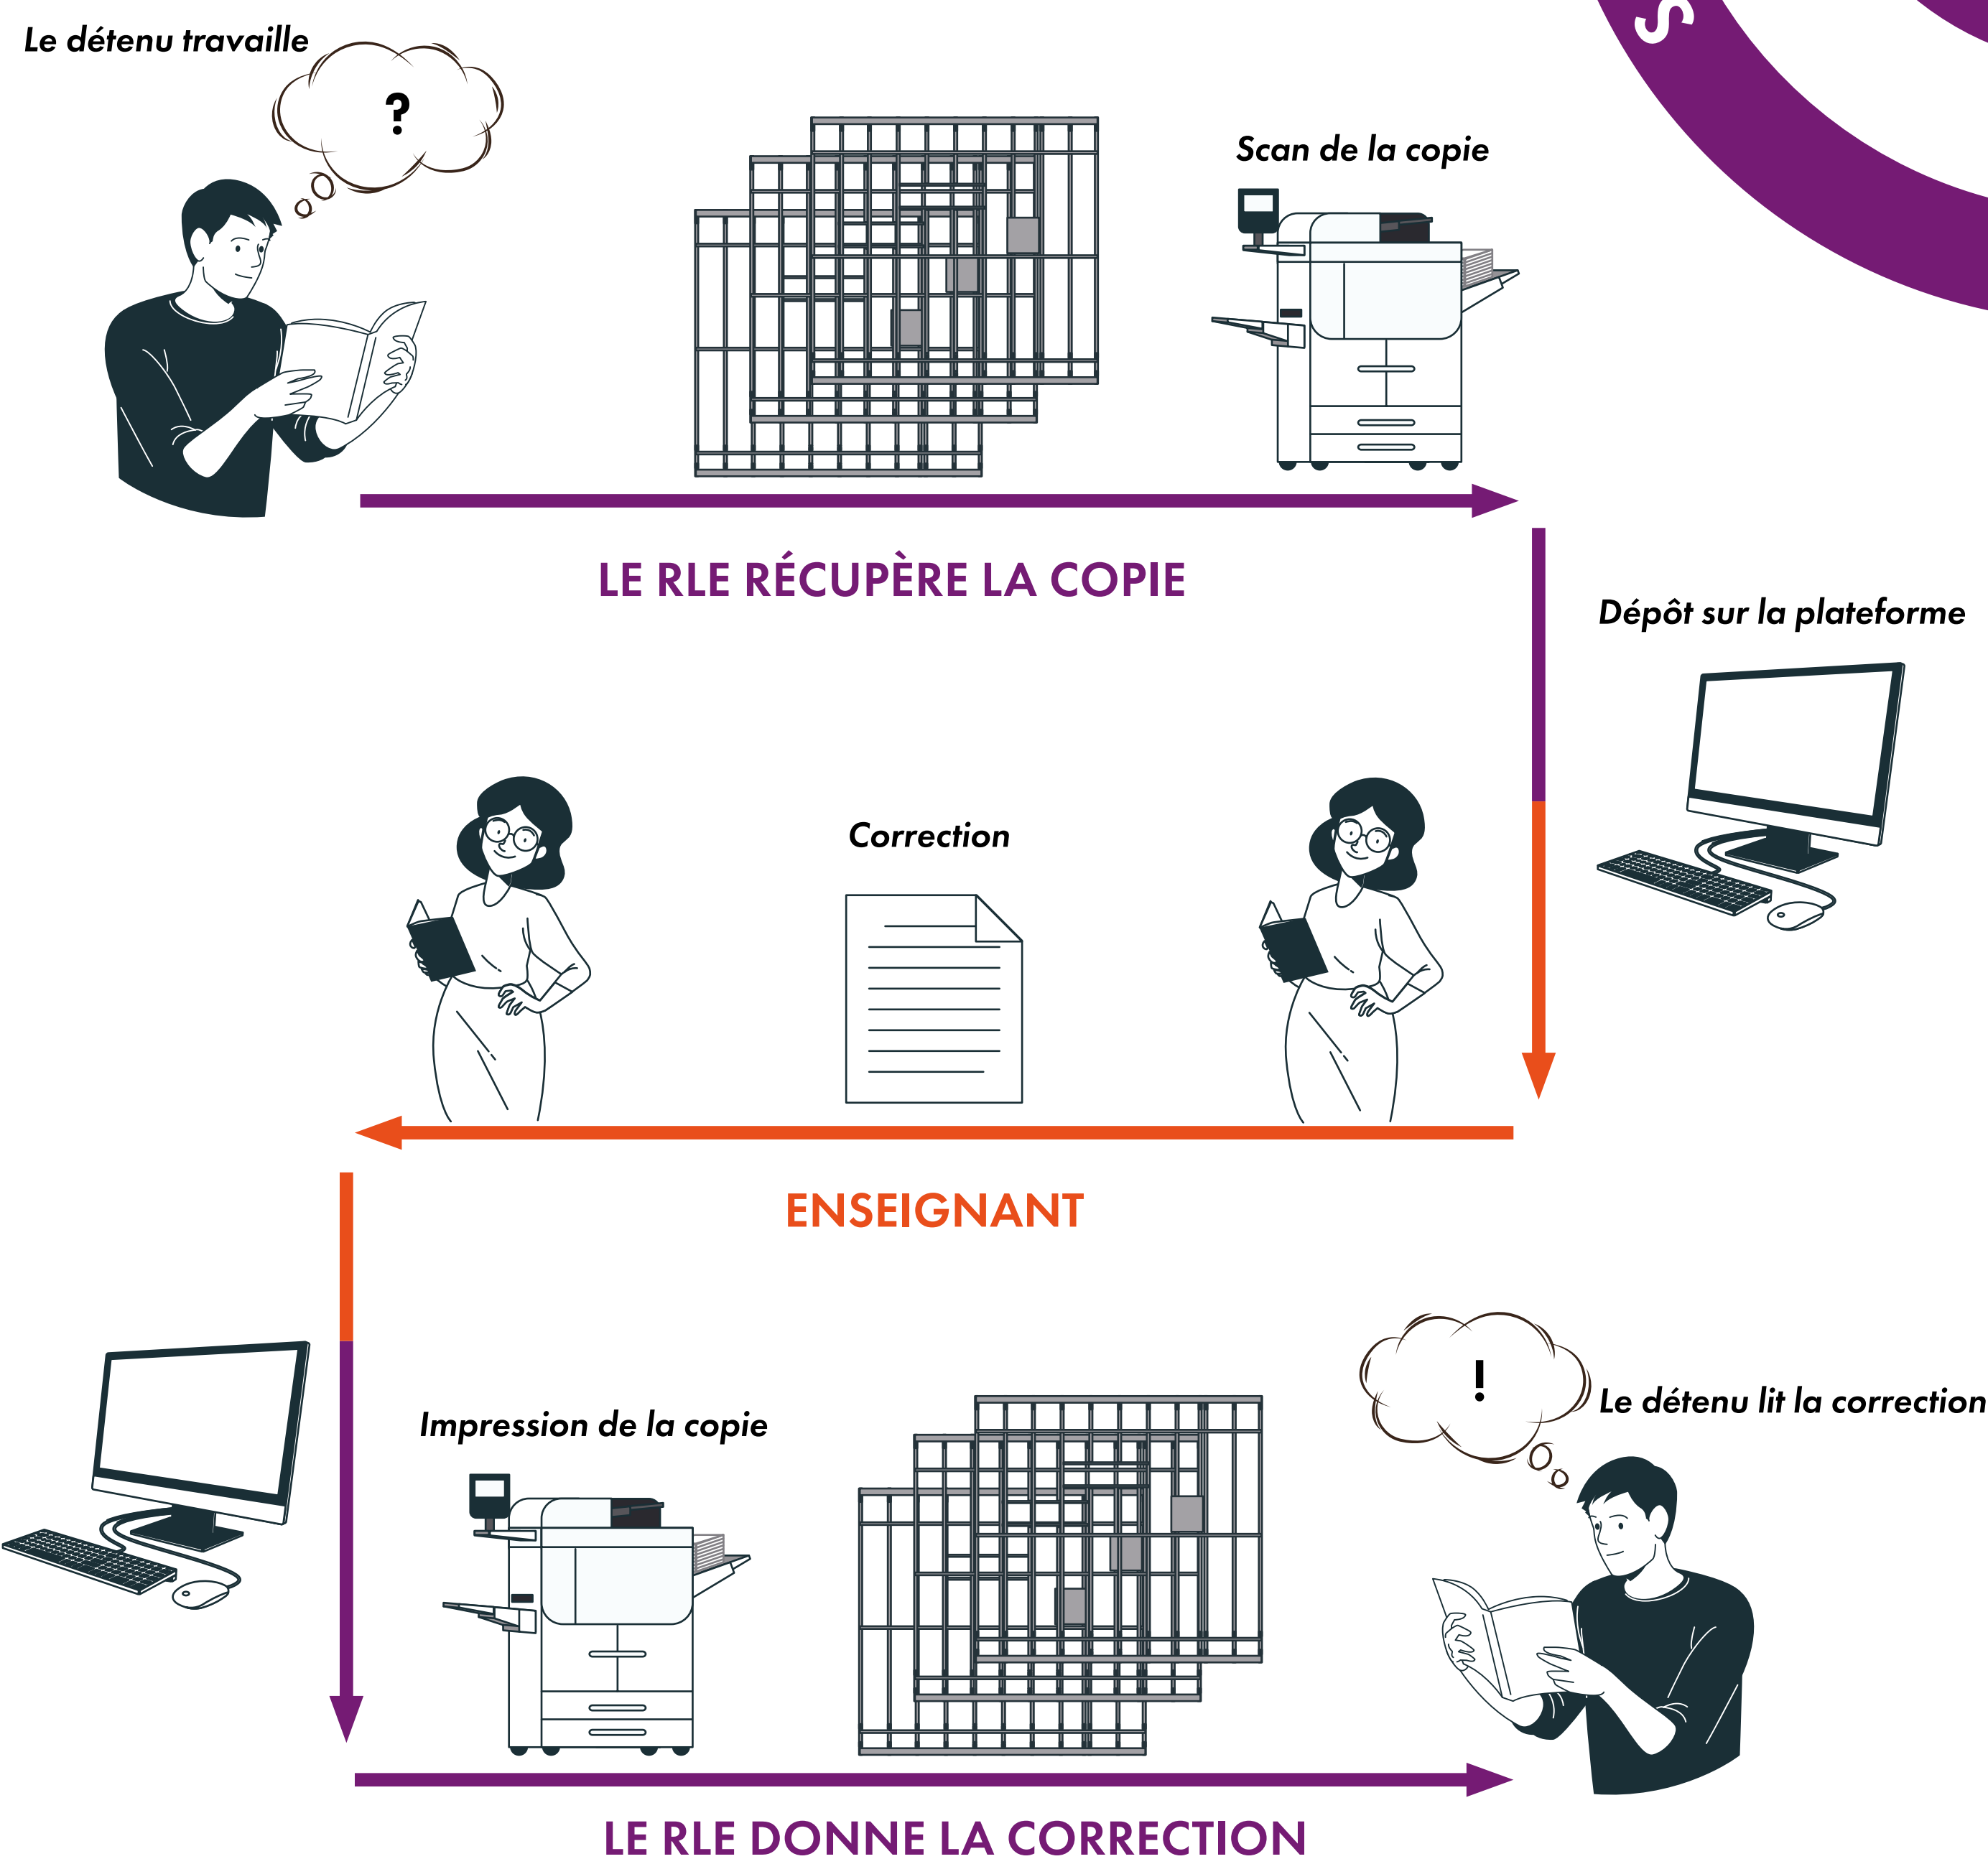 Le détenu travaille
?
S
Scan de la copie
LE RLE RÉCUPÈRE LA COPIE
Dépôt sur la plateforme
Correction
ENSEIGNANT
!
Le détenu lit la correction
Impression de la copie
LE RLE DONNE LA CORRECTION